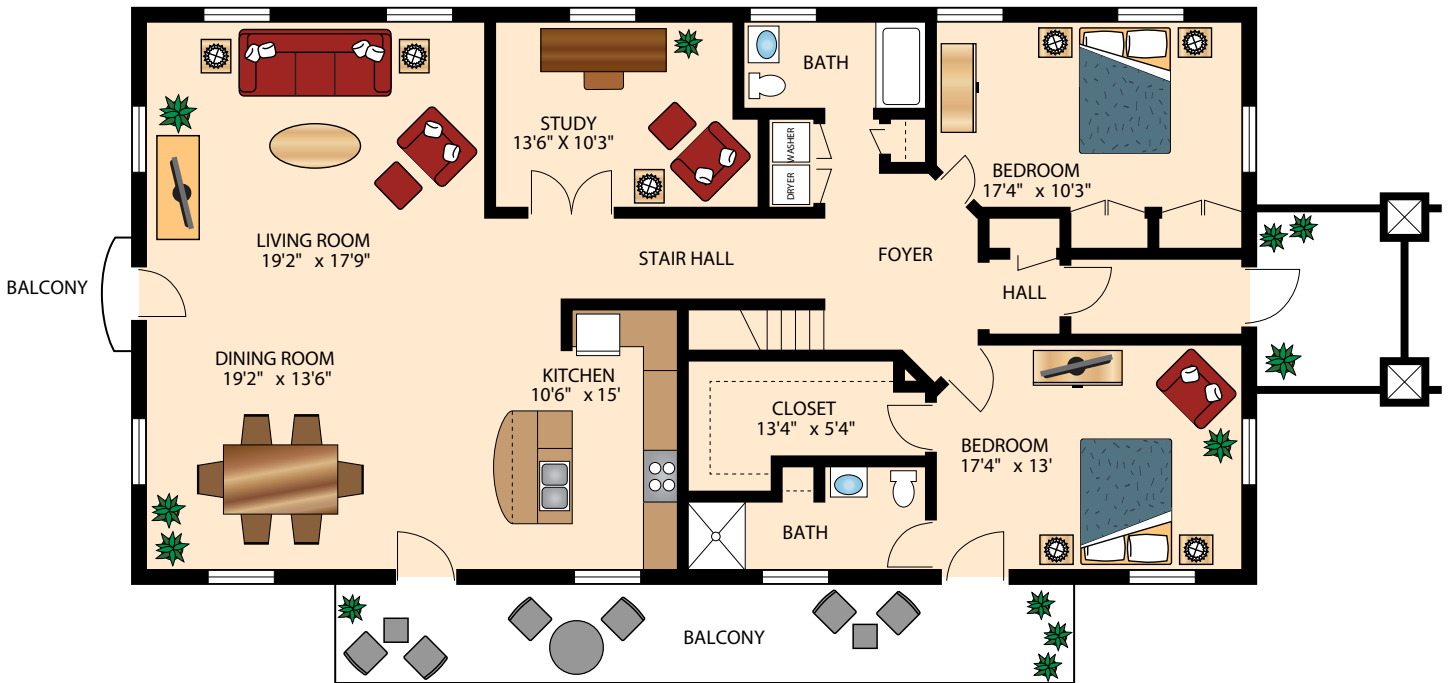 BATH
STUDY
13'6" X 10'3"
WASHER
DRYER
BEDROOM
17'4" x 10'3"
LIVING ROOM
19'2" x 17'9"
STAIR HALL
FOYER
BALCONY
HALL
DINING ROOM
19'2" x 13'6"
KITCHEN
10'6" x 15'
CLOSET
13'4" x 5'4"
BEDROOM
17'4" x 13'
BATH
BALCONY